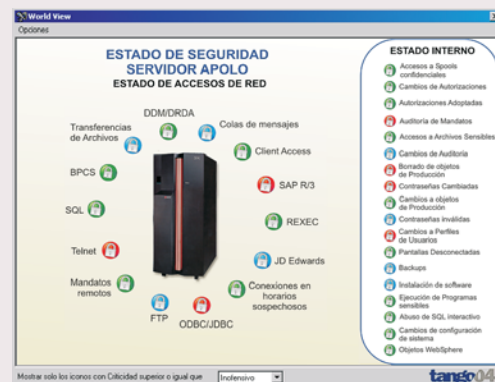 World View
Opciones
ESTADO DE SEGURIDAD
SERVIDOR APOLO
ESTADO DE ACCESOS DE RED
DDM/DRDA
Colas de mensajes
Transferencias
de Archivos
Client Access
BPCS
SAP R/3
SQL
REXEC
Telnet
JD Edwards
Mandatos
remotos
Conexiones en
horarios
sospechosos
FTP
ODBC/JDBC
ESTADO INTERNO
Accesos a Spools
confidenciales
Cambios de Autorizaciones
Autorizaciones Adoptadas
Auditoría de Mandatos
Accesos a Archivos Sensibles
Cambios de Auditoría
Borrado de objetos
de Producción
Contraseñas Cambiadas
Cambios a objetos
de Producción
Contraseñas inválidas
Cambios a Perfiles
de Usuarios
Pantallas Desconectadas
Backups
Instalación de software
Ejecución de Programas
sensibles
Abuso de SQL interactivo
Cambios de configuración
de sistema
Objetos WebSphere
Mostrar solo los iconos con Criticidad superior o igual que
Inofensivo
tango04